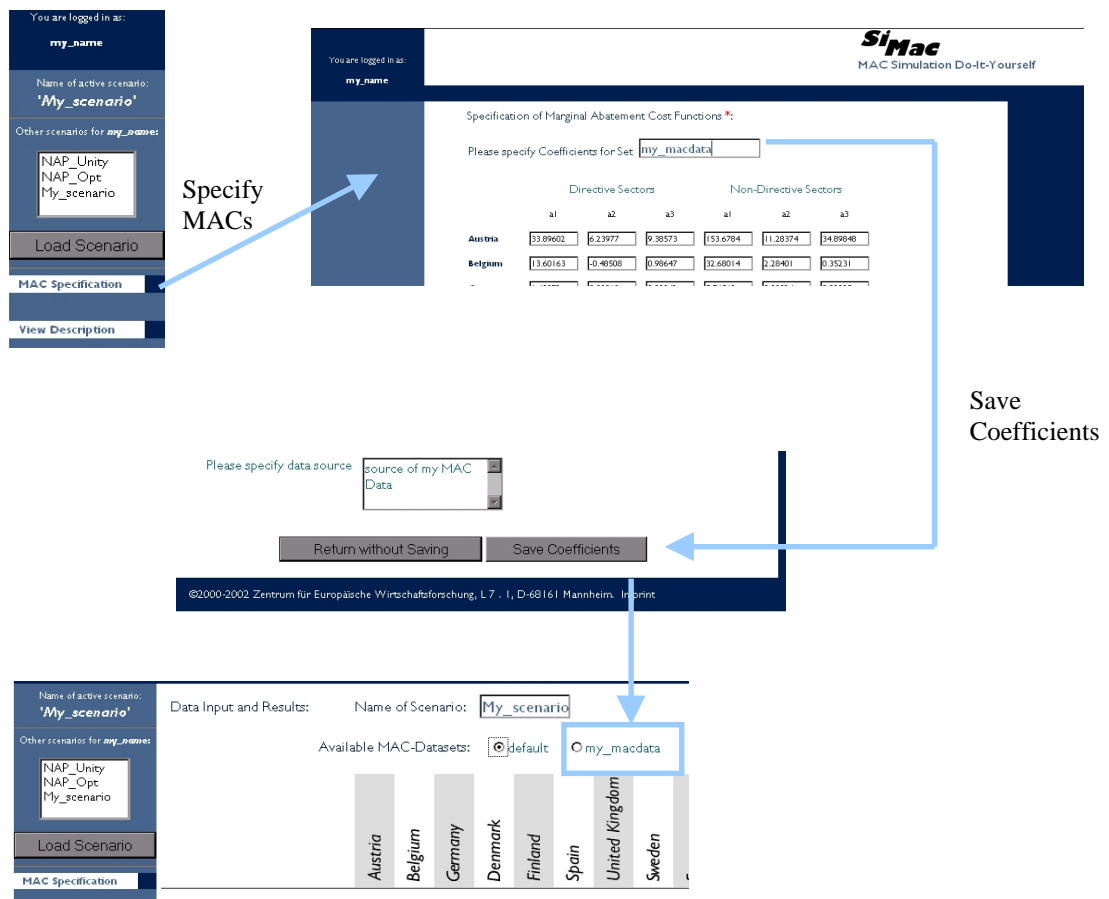 You are logged in as:
my_name
Name of active scenario:
'My_scenario'
Other scenarios for my_name:
NAP_Unity
NAP_Opt
My_scenario
Load Scenario
MAC Specification
View Description
Specify
MACs
You are logged in as:
my_name
SiMac
MAC Simulation Do-It-Yourself
Specification of Marginal Abatement Cost Functions *:
Please specify Coefficients for Set my_macdata
Directive Sectors Non-Directive Sectors
a1 a2 a3 a1 a2 a3
Austria 33.89602 6.23977 9.38573 153.6784 11.28374 34.89848
Belgium 13.60163 -0.48508 0.98647 32.68014 2.28401 0.35231
Save
Coefficients
Please specify data source
source of my MAC
Data
Return without Saving Save Coefficients
©2000-2002 Zentrum für Europäische Wirtschaftsforschung, L 7 . 1, D-68161 Mannheim. Imprint
Name of active scenario:
'My_scenario'
Other scenarios for my_name:
NAP_Unity
NAP_Opt
My_scenario
Load Scenario
MAC Specification
Data Input and Results: Name of Scenario: My_scenario
Available MAC-Datasets: default my_macdata
Austria
Belgium
Germany
Denmark
Finland
Spain
United Kingdom
Sweden